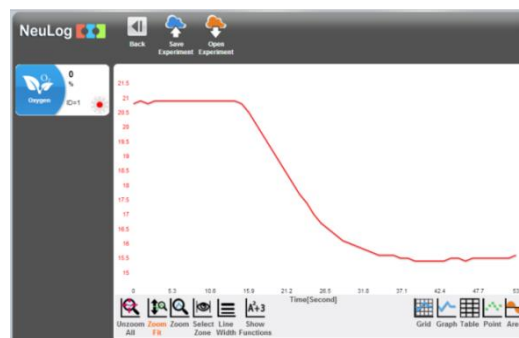 NeuLog
Back
Save Experiment
Open Experiment
O₂
Oxygen
0
%
ID=1
21.5
21
20.5
20
19.5
19
18.5
18
17.5
17
16.5
16
15.5
15
0 5.3 10.6 15.9 21.2 26.5 31.8 37.1 42.4 47.7 53
Time[Second]
Unzoom All
Zoom Fit
Zoom
Select Zone
Line Width
Show Functions
Grid
Graph
Table
Point